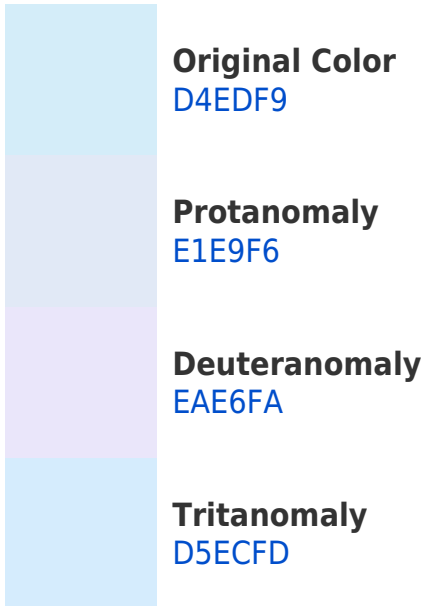 Original Color
D4EDF9
Protanomaly
E1E9F6
Deuteranomaly
EAE6FA
Tritanomaly
D5ECFD